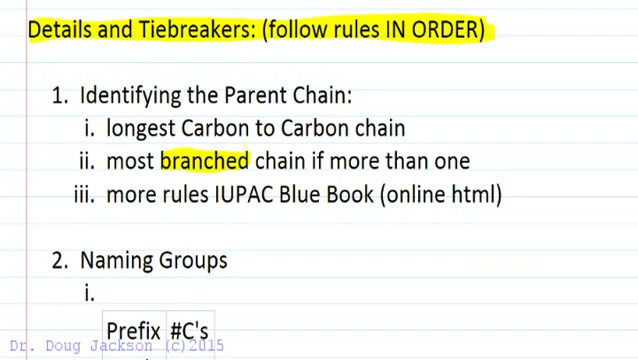 Details and Tiebreakers: (follow rules IN ORDER)
1. Identifying the Parent Chain:
i. longest Carbon to Carbon chain
ii. most branched chain if more than one
iii. more rules IUPAC Blue Book (online html)
2. Naming Groups
i.
Prefix #C's
Dr. Doug Jackson (c)2015